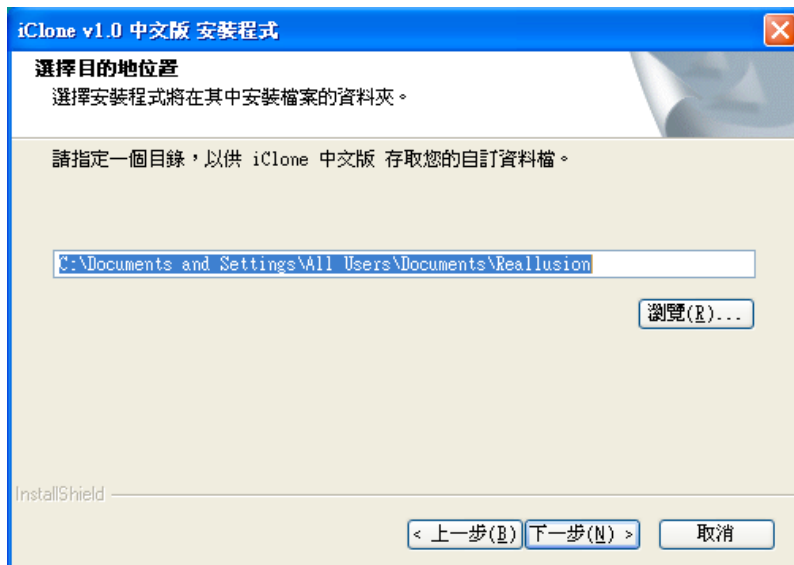 iClone v1.0 中文版 安裝程式
選擇目的地位置
選擇安裝程式將在其中安裝檔案的資料夾。
請指定一個目錄，以供 iClone 中文版 存取您的自訂資料檔。
C:\Documents and Settings\All Users\Documents\Reallusion
瀏覽(R)...
InstallShield
< 上一步(B) 下一步(N) > 取消